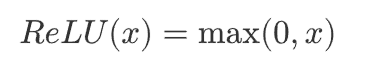 ReLU(x) = max(0, x)